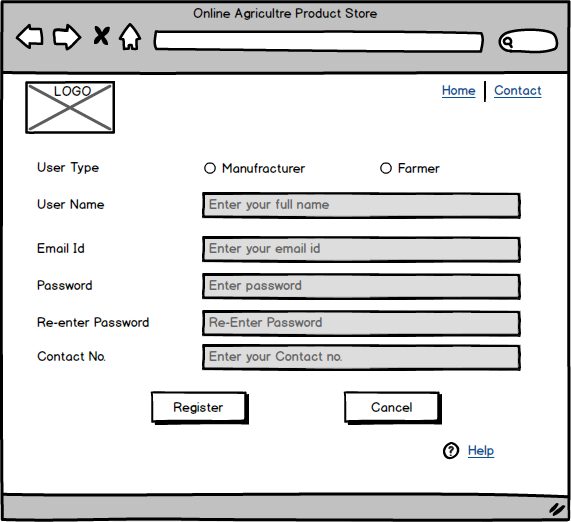 Online Agricultre Product Store
LOGO
Home Contact
User Type Manufracturer Farmer
User Name Enter your full name
Email Id Enter your email id
Password Enter password
Re-enter Password Re-Enter Password
Contact No. Enter your Contact no.
Register Cancel
? Help